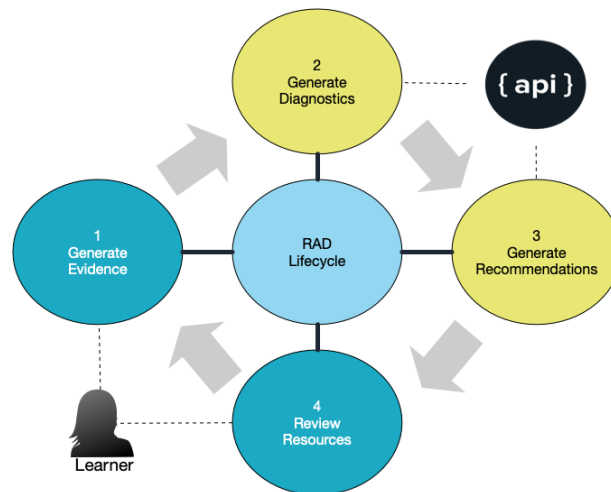 2
Generate
Diagnostics
{ api }
1
Generate
Evidence
RAD
Lifecycle
3
Generate
Recommendations
4
Review
Resources
Learner